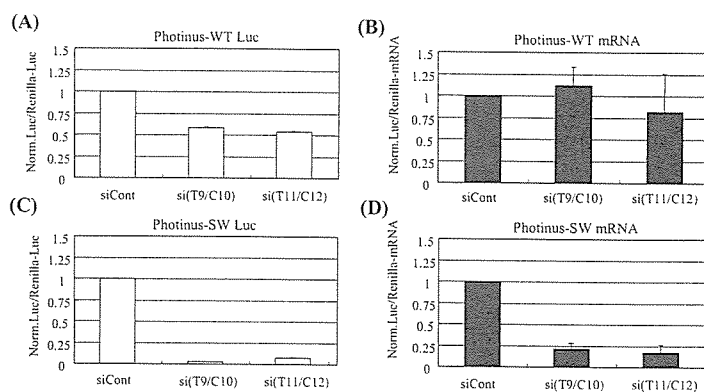 (A)
Photinus-WT Luc
Norm.Luc/Renilla-Luc
1.5
1.25
1
0.75
0.5
0.25
0
siCont
si(T9/C10)
si(T11/C12)
(B)
Photinus-WT mRNA
Norm.Luc/Renilla-mRNA
1.5
1.25
1
0.75
0.5
0.25
0
siCont
si(T9/C10)
si(T11/C12)
(C)
Photinus-SW Luc
Norm.Luc/Renilla-Luc
1.5
1.25
1
0.75
0.5
0.25
0
siCont
si(T9/C10)
si(T11/C12)
(D)
Photinus-SW mRNA
Norm.Luc/Renilla-mRNA
1.5
1.25
1
0.75
0.5
0.25
0
siCont
si(T9/C10)
si(T11/C12)